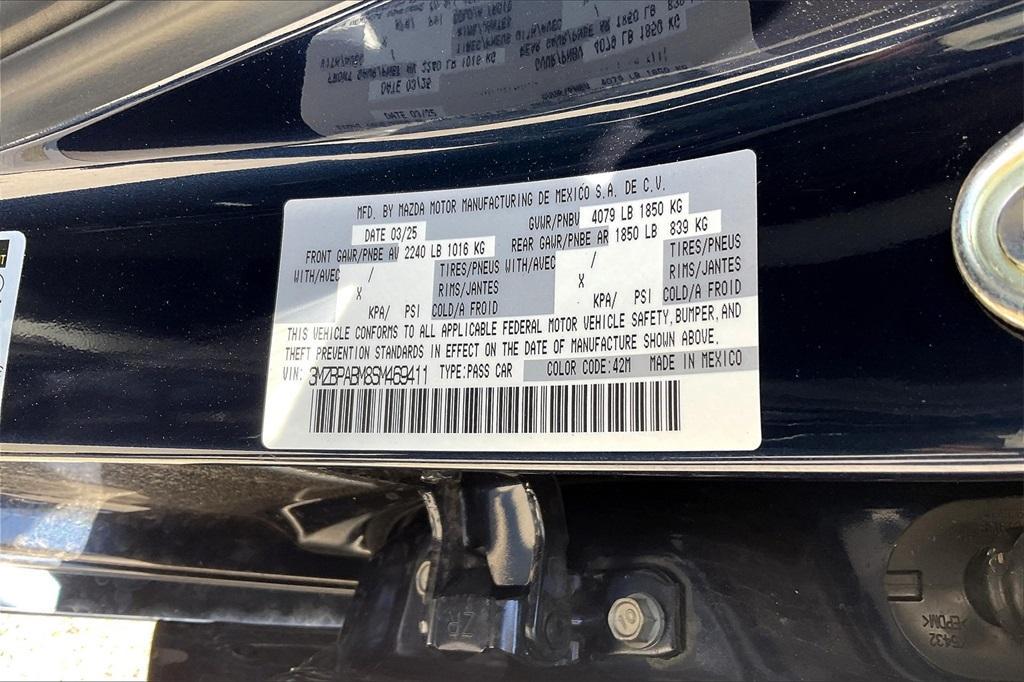 MFD. BY MAZDA MOTOR MANUFACTURING DE MEXICO S.A. DE C.V.
DATE 03/25 GVWR/PNBV 4079 LB 1850 KG
FRONT GAWR/PNBE AV 2240 LB 1016 KG REAR GAWR/PNBE AR 1850 LB 839 KG
WITH/AVEC / TIRES/PNEUS WITH/AVEC / TIRES/PNEUS
X RIMS/JANTES X RIMS/JANTES
KPA/ PSI COLD/A FROID KPA/ PSI COLD/A FROID
THIS VEHICLE CONFORMS TO ALL APPLICABLE FEDERAL MOTOR VEHICLE SAFETY, BUMPER, AND
THEFT PREVENTION STANDARDS IN EFFECT ON THE DATE OF MANUFACTURE SHOWN ABOVE.
VIN: 3MZBPABM8SM469411 TYPE:PASS CAR COLOR CODE:42M MADE IN MEXICO
10
ZP
>EPDM<